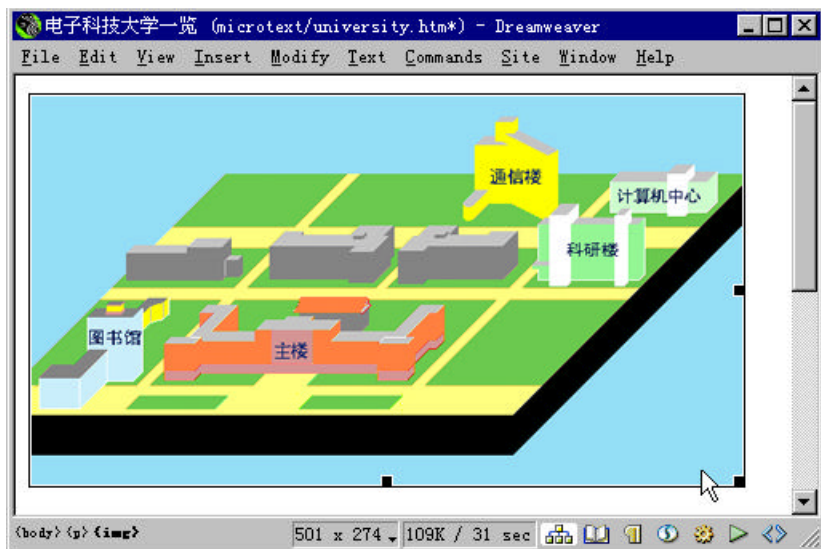 电子科技大学一览 (microtext/university.htm*) - Dreamweaver
File Edit View Insert Modify Text Commands Site Window Help
通信楼
计算机中心
科研楼
图书馆
主楼
<body> <p> <img> 501 x 274 109K / 31 sec